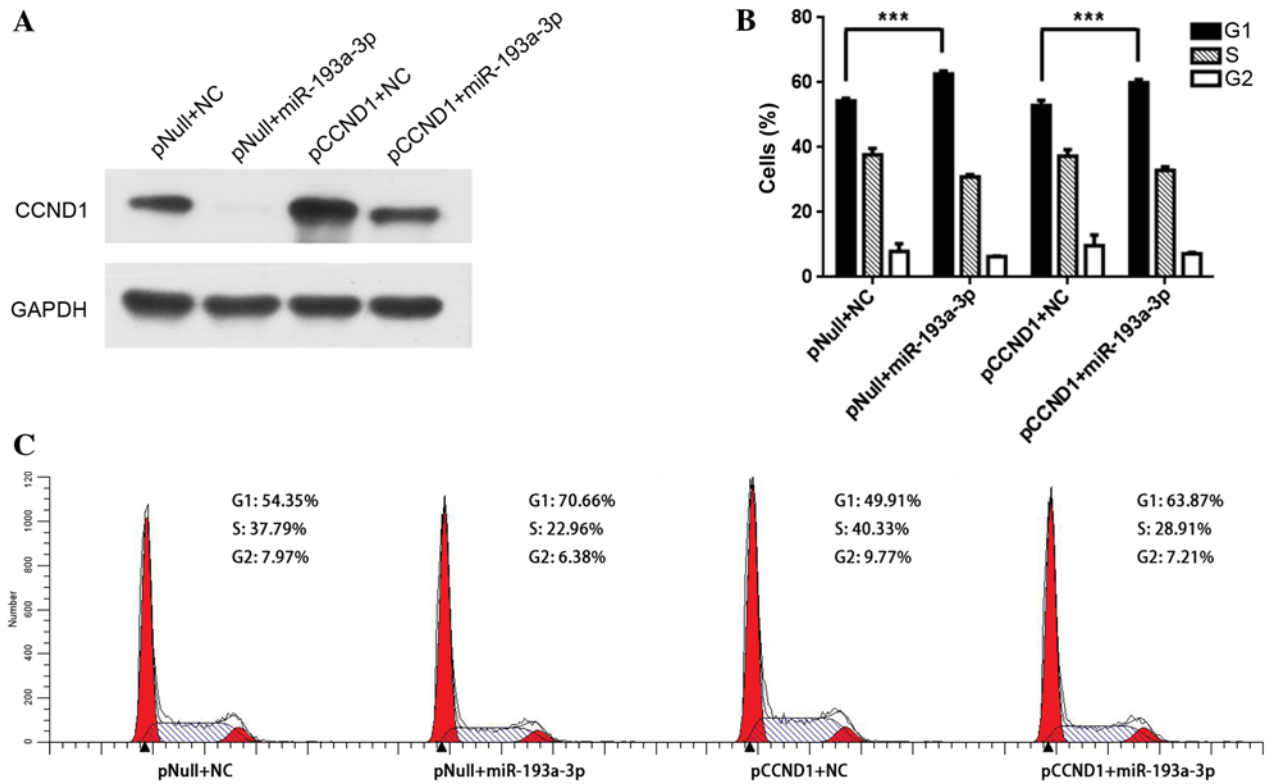 A
pNull+NC
pNull+miR-193a-3p
pCCND1+NC
pCCND1+miR-193a-3p
CCND1
GAPDH
B
80
60
40
20
0
Cells (%)
***
***
G1
S
G2
pNull+NC
pNull+miR-193a-3p
pCCND1+NC
pCCND1+miR-193a-3p
C
120
1000
800
600
400
200
0
Number
G1: 54.35%
S: 37.79%
G2: 7.97%
G1: 70.66%
S: 22.96%
G2: 6.38%
G1: 49.91%
S: 40.33%
G2: 9.77%
G1: 63.87%
S: 28.91%
G2: 7.21%
pNull+NC
pNull+miR-193a-3p
pCCND1+NC
pCCND1+miR-193a-3p